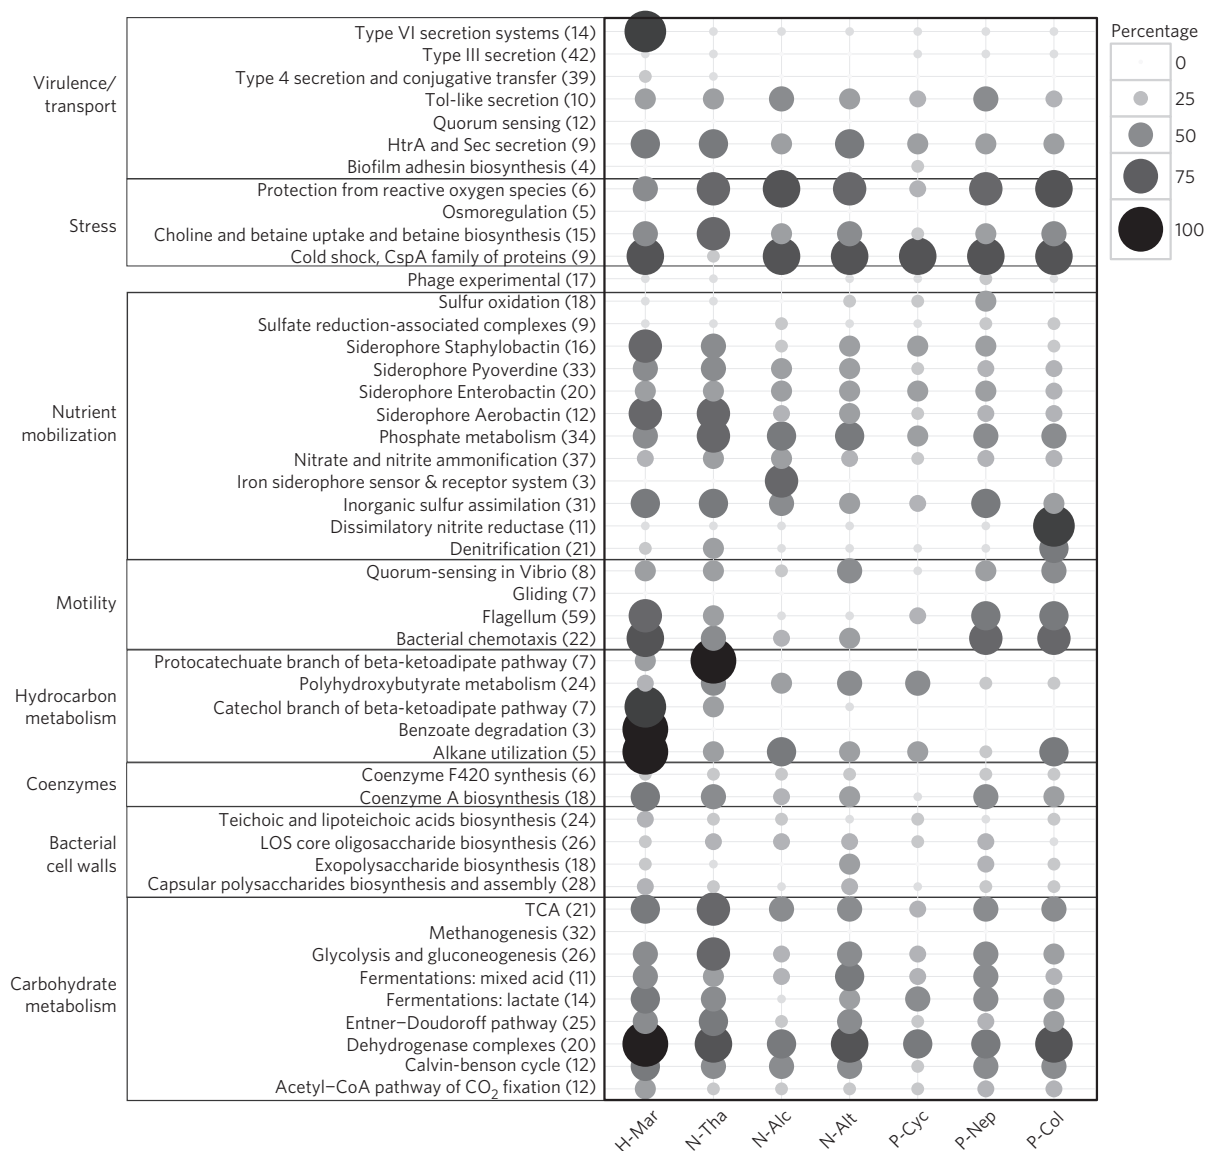 Percentage
0
25
50
75
100
Virulence/
transport
Type VI secretion systems (14)
Type III secretion (42)
Type 4 secretion and conjugative transfer (39)
Tol-like secretion (10)
Quorum sensing (12)
HtrA and Sec secretion (9)
Biofilm adhesin biosynthesis (4)
Stress
Protection from reactive oxygen species (6)
Osmoregulation (5)
Choline and betaine uptake and betaine biosynthesis (15)
Cold shock, CspA family of proteins (9)
Phage experimental (17)
Nutrient
mobilization
Sulfur oxidation (18)
Sulfate reduction-associated complexes (9)
Siderophore Staphylobactin (16)
Siderophore Pyoverdine (33)
Siderophore Enterobactin (20)
Siderophore Aerobactin (12)
Phosphate metabolism (34)
Nitrate and nitrite ammonification (37)
Iron siderophore sensor & receptor system (3)
Inorganic sulfur assimilation (31)
Dissimilatory nitrite reductase (11)
Denitrification (21)
Motility
Quorum-sensing in Vibrio (8)
Gliding (7)
Flagellum (59)
Bacterial chemotaxis (22)
Hydrocarbon
metabolism
Protocatechuate branch of beta-ketoadipate pathway (7)
Polyhydroxybutyrate metabolism (24)
Catechol branch of beta-ketoadipate pathway (7)
Benzoate degradation (3)
Alkane utilization (5)
Coenzymes
Coenzyme F420 synthesis (6)
Coenzyme A biosynthesis (18)
Bacterial
cell walls
Teichoic and lipoteichoic acids biosynthesis (24)
LOS core oligosaccharide biosynthesis (26)
Exopolysaccharide biosynthesis (18)
Capsular polysaccharides biosynthesis and assembly (28)
Carbohydrate
metabolism
TCA (21)
Methanogenesis (32)
Glycolysis and gluconeogenesis (26)
Fermentations: mixed acid (11)
Fermentations: lactate (14)
Entner–Doudoroff pathway (25)
Dehydrogenase complexes (20)
Calvin-benson cycle (12)
Acetyl–CoA pathway of CO2 fixation (12)
H-Mar
N-Tha
N-Alc
N-Alt
P-Cyc
P-Nep
P-Col